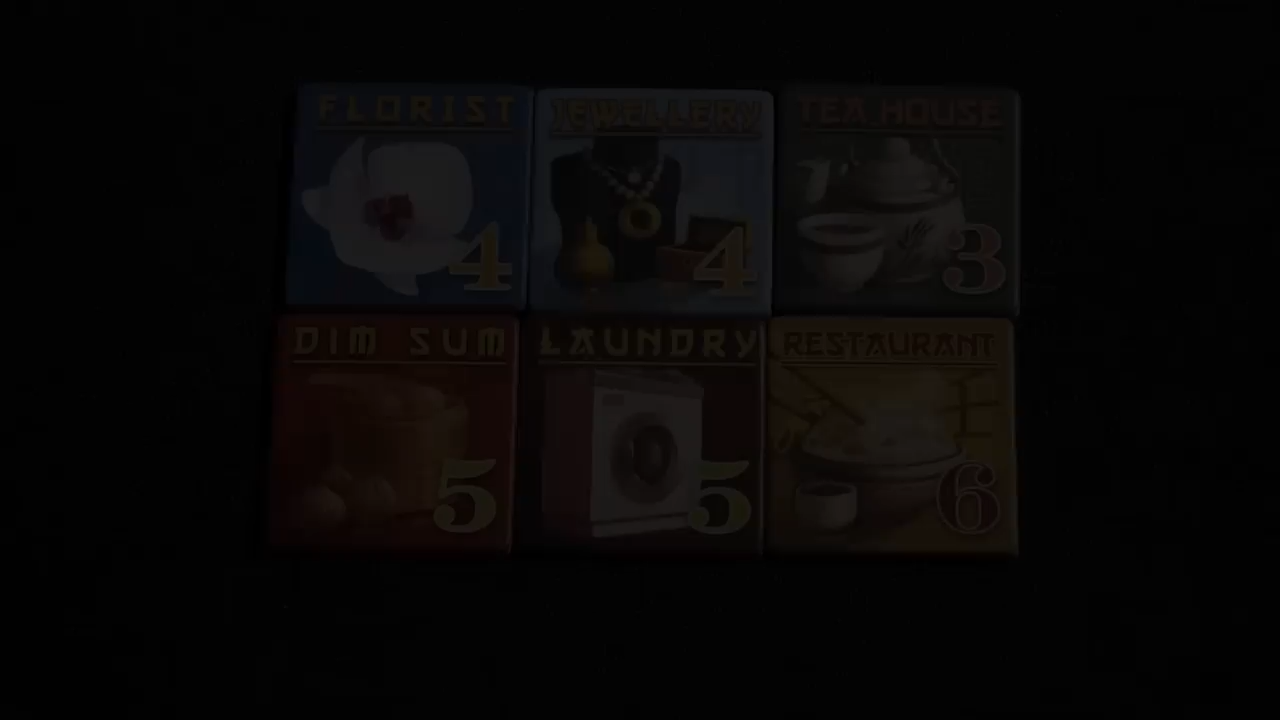 FLORIST
4
JEWELLERY
4
TEA HOUSE
3
DIM SUM
5
LAUNDRY
5
RESTAURANT
6